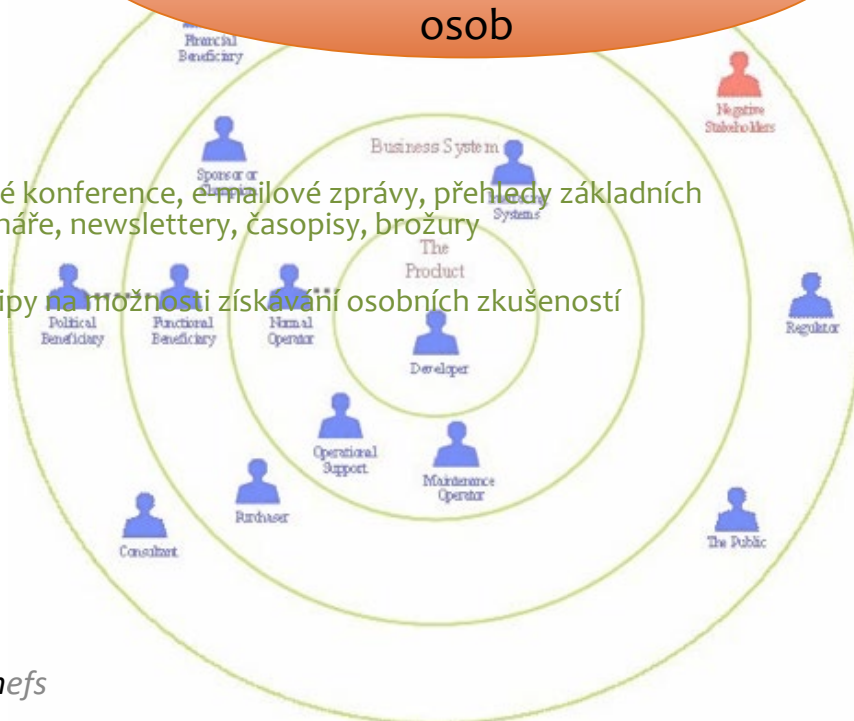 osob
Financial
Beneficiary
Negative
Stakeholders
Business System
Sponsor or
Champion
Interfacing
Systems
é konference, e-mailové zprávy, přehledy základních
náře, newslettery, časopisy, brožury
The
Product
ipy na možnosti získávání osobních zkušeností
Political
Beneficiary
Functional
Beneficiary
Normal
Operator
Regulator
Developer
Operational
Support
Maintenance
Operator
Purchaser
Consultant
The Public
efs